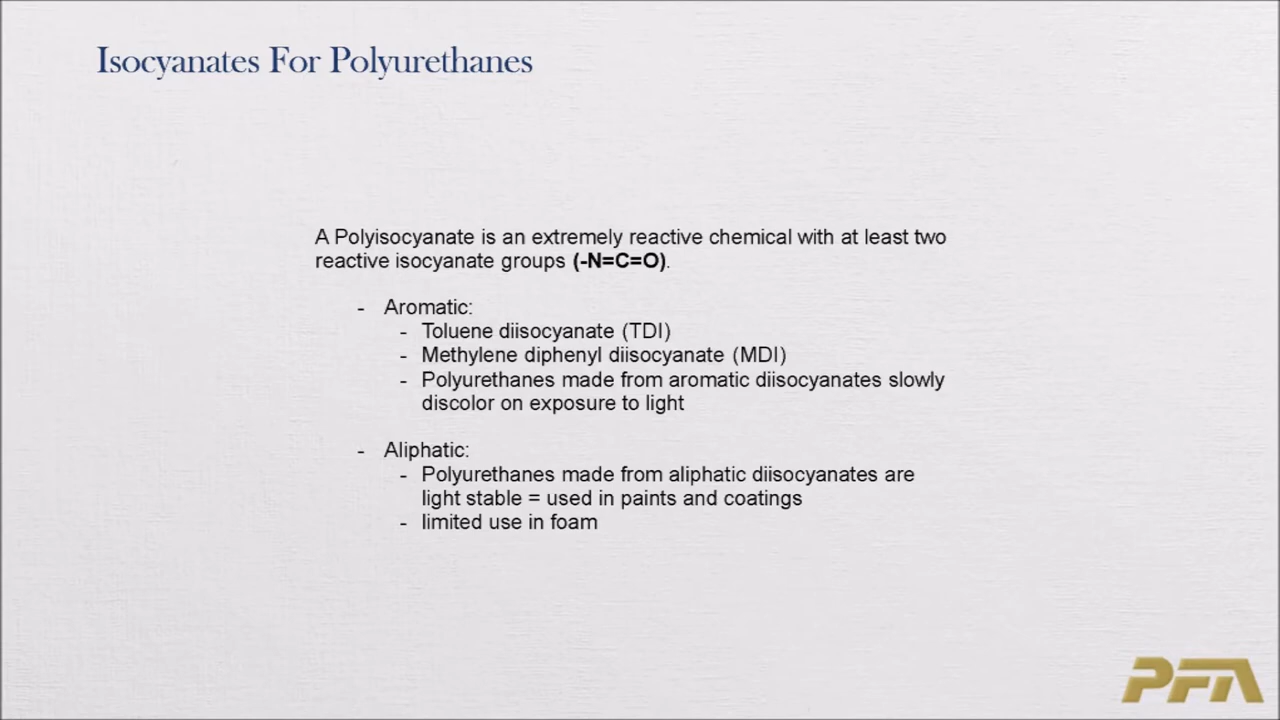 Isocyanates For Polyurethanes
A Polyisocyanate is an extremely reactive chemical with at least two
reactive isocyanate groups (-N=C=O).
- Aromatic:
- Toluene diisocyanate (TDI)
- Methylene diphenyl diisocyanate (MDI)
- Polyurethanes made from aromatic diisocyanates slowly
discolor on exposure to light
- Aliphatic:
- Polyurethanes made from aliphatic diisocyanates are
light stable = used in paints and coatings
- limited use in foam
PFA